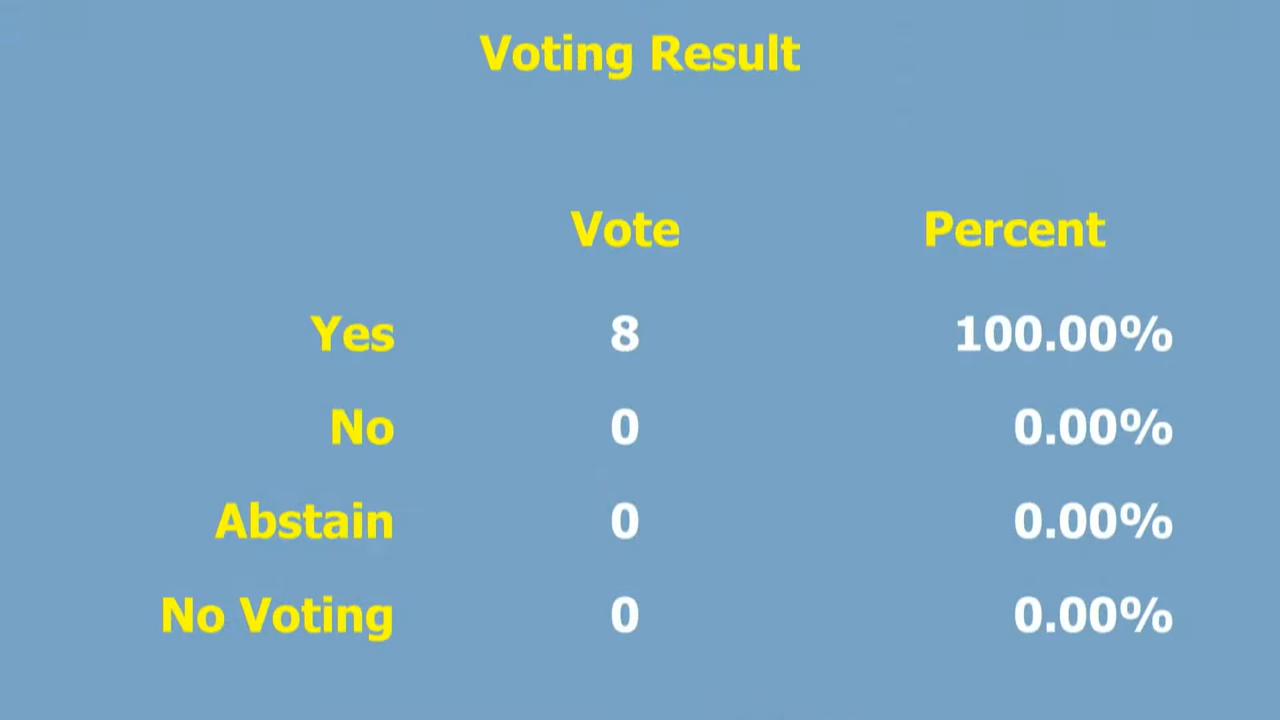 Voting Result
Vote Percent
Yes 8 100.00%
No 0 0.00%
Abstain 0 0.00%
No Voting 0 0.00%